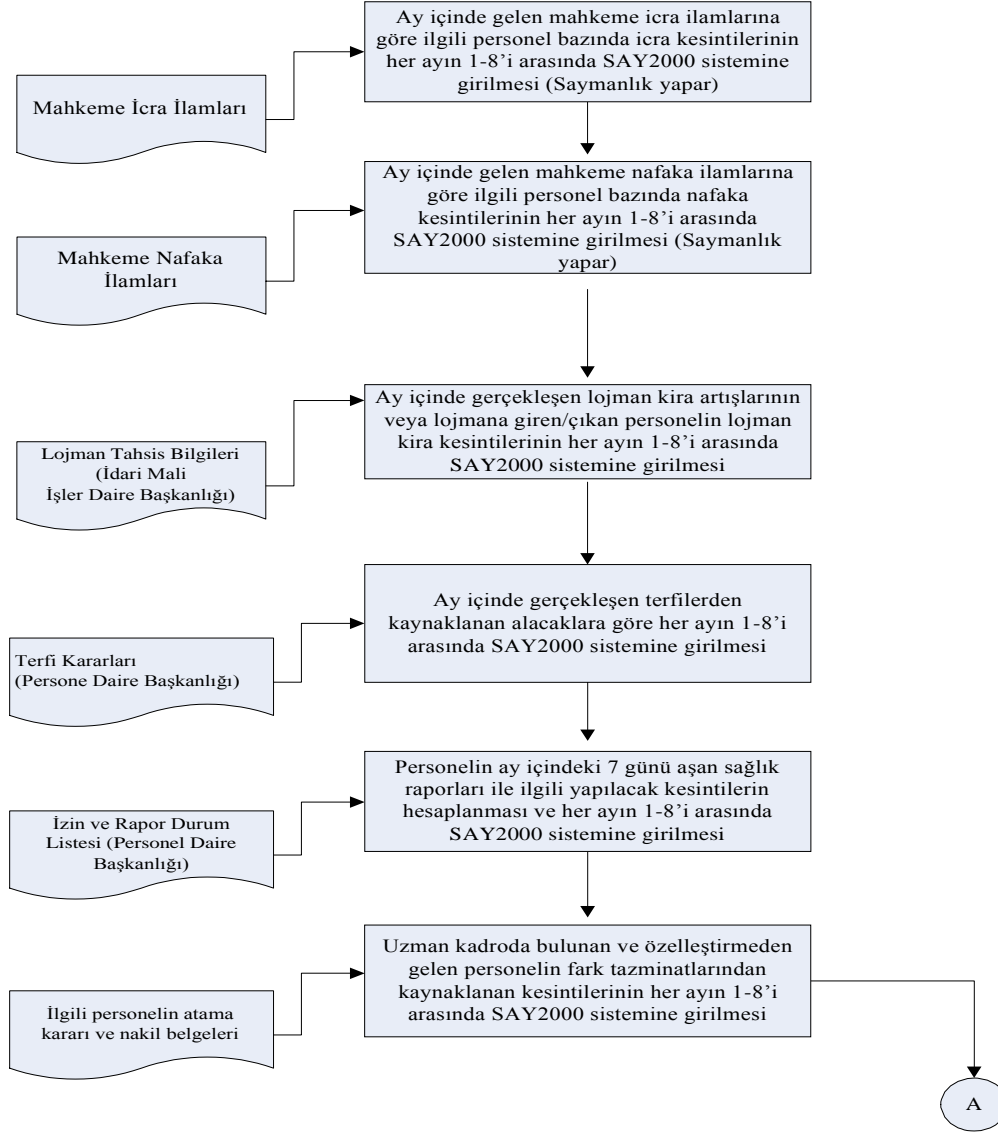 Ay içinde gelen mahkeme icra ilamlarına
göre ilgili personel bazında icra kesintilerinin
her ayın 1-8’i arasında SAY2000 sistemine
girilmesi (Saymanlık yapar)
Mahkeme İcra İlamları
Ay içinde gelen mahkeme nafaka ilamlarına
göre ilgili personel bazında nafaka
kesintilerinin her ayın 1-8’i arasında
SAY2000 sistemine girilmesi (Saymanlık
yapar)
Mahkeme Nafaka
İlamları
Ay içinde gerçekleşen lojman kira artışlarının
veya lojmana giren/çıkan personelin lojman
kira kesintilerinin her ayın 1-8’i arasında
SAY2000 sistemine girilmesi
Lojman Tahsis Bilgileri
(İdari Mali
İşler Daire Başkanlığı)
Ay içinde gerçekleşen terfilerden
kaynaklanan alacaklara göre her ayın 1-8’i
arasında SAY2000 sistemine girilmesi
Terfi Kararları
(Persone Daire Başkanlığı)
Personelin ay içindeki 7 günü aşan sağlık
raporları ile ilgili yapılacak kesintilerin
hesaplanması ve her ayın 1-8’i arasında
SAY2000 sistemine girilmesi
İzin ve Rapor Durum
Listesi (Personel Daire
Başkanlığı)
Uzman kadroda bulunan ve özelleştirmeden
gelen personelin fark tazminatlarından
kaynaklanan kesintilerinin her ayın 1-8’i
arasında SAY2000 sistemine girilmesi
İlgili personelin atama
kararı ve nakil belgeleri
A